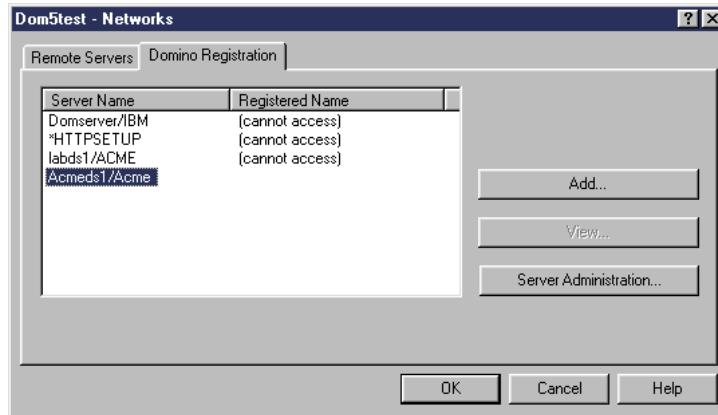 Dom5test - Networks
Remote Servers Domino Registration
Server Name Registered Name
Domserver/IBM (cannot access)
*HTTPSETUP (cannot access)
labds1/ACME (cannot access)
Acmeds1/Acme
Add...
View...
Server Administration...
OK Cancel Help